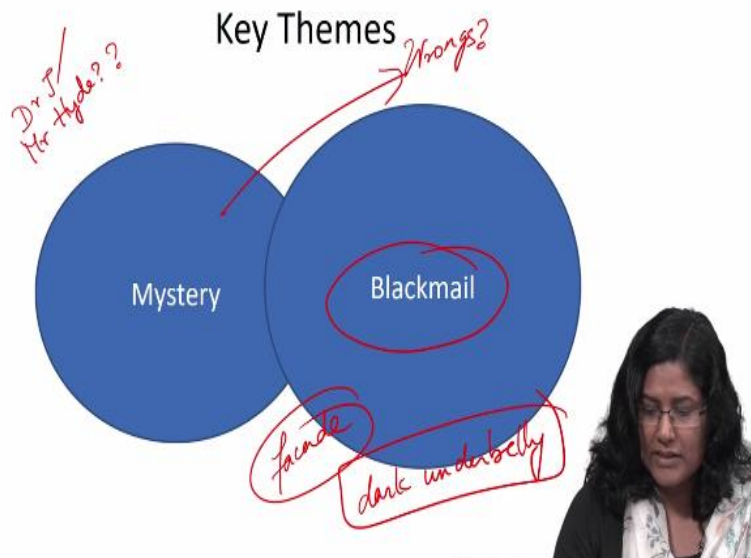 Key Themes
Dr J /
Mr Hyde??
Wrongs?
Mystery
Blackmail
facade
dark underbelly